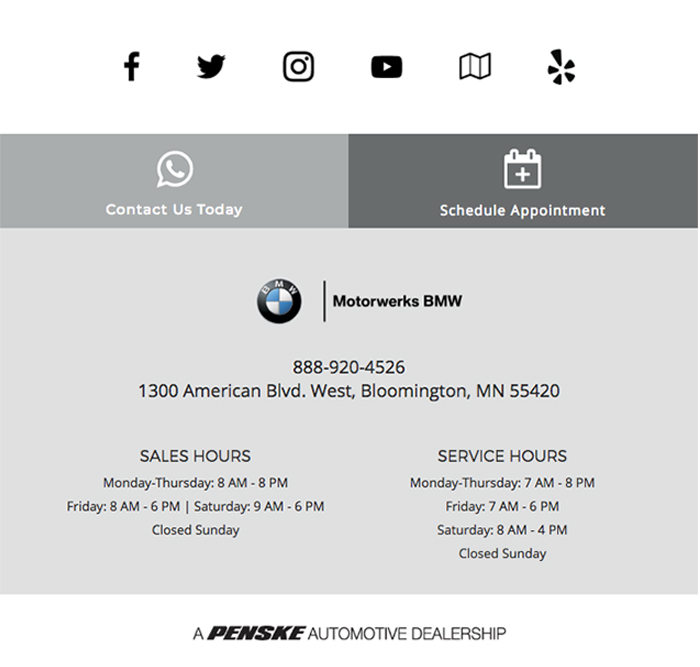 Contact Us Today
Schedule Appointment
BMW
Motorwerks BMW
888-920-4526
1300 American Blvd. West, Bloomington, MN 55420
SALES HOURS
Monday-Thursday: 8 AM - 8 PM
Friday: 8 AM - 6 PM | Saturday: 9 AM - 6 PM
Closed Sunday
SERVICE HOURS
Monday-Thursday: 7 AM - 8 PM
Friday: 7 AM - 6 PM
Saturday: 8 AM - 4 PM
Closed Sunday
A PENSKE AUTOMOTIVE DEALERSHIP